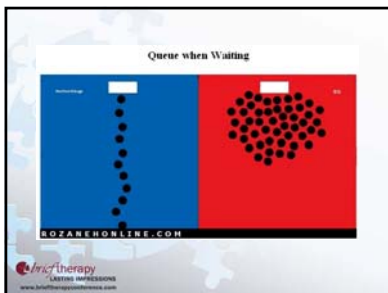 Queue when Waiting
ROZANEHONLINE.COM
brief therapy
LASTING IMPRESSIONS
www.brieftherapyconference.com